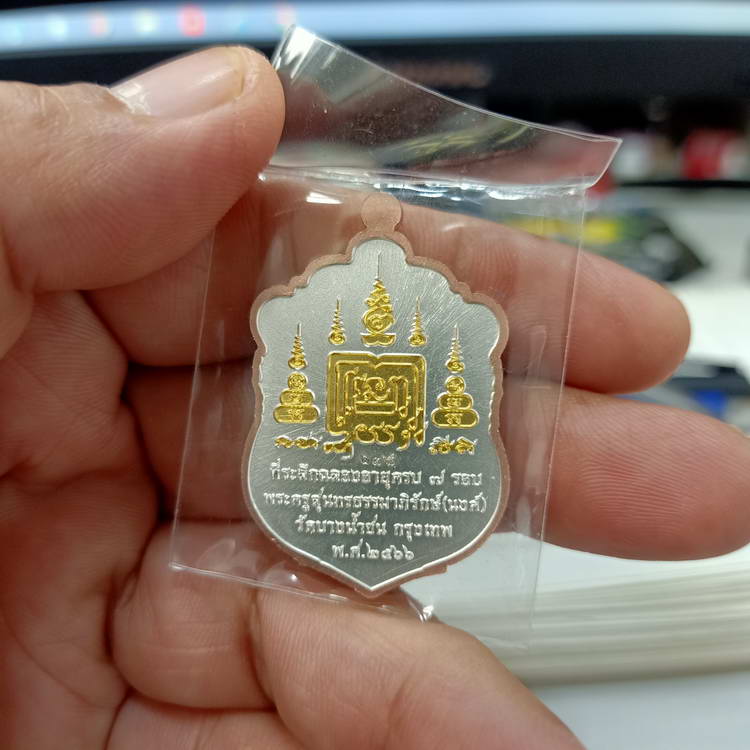 ที่ระลึกฉลองอายุครบ ๗ รอบ
พระครูสุนทรธรรมาภิรักษ์(นงค์)
วัดบางน้ำชน กรุงเทพ
พ.ศ.๒๕๖๖